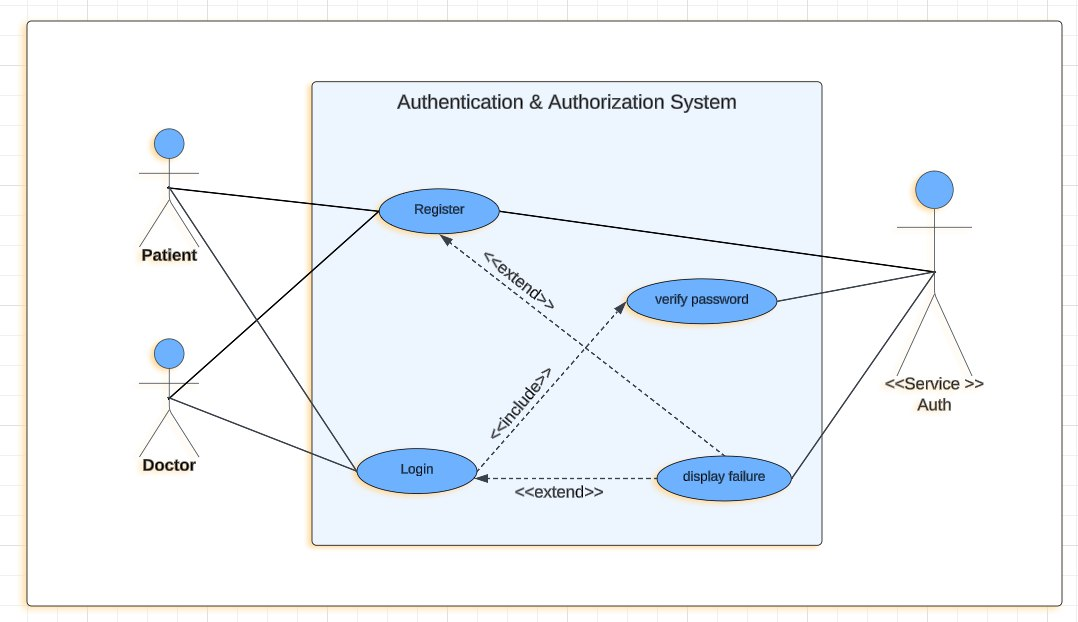 Authentication & Authorization System
Patient
Register
<<extend>>
verify password
<<include>>
<<Service >>
Auth
Doctor
Login
display failure
<<extend>>